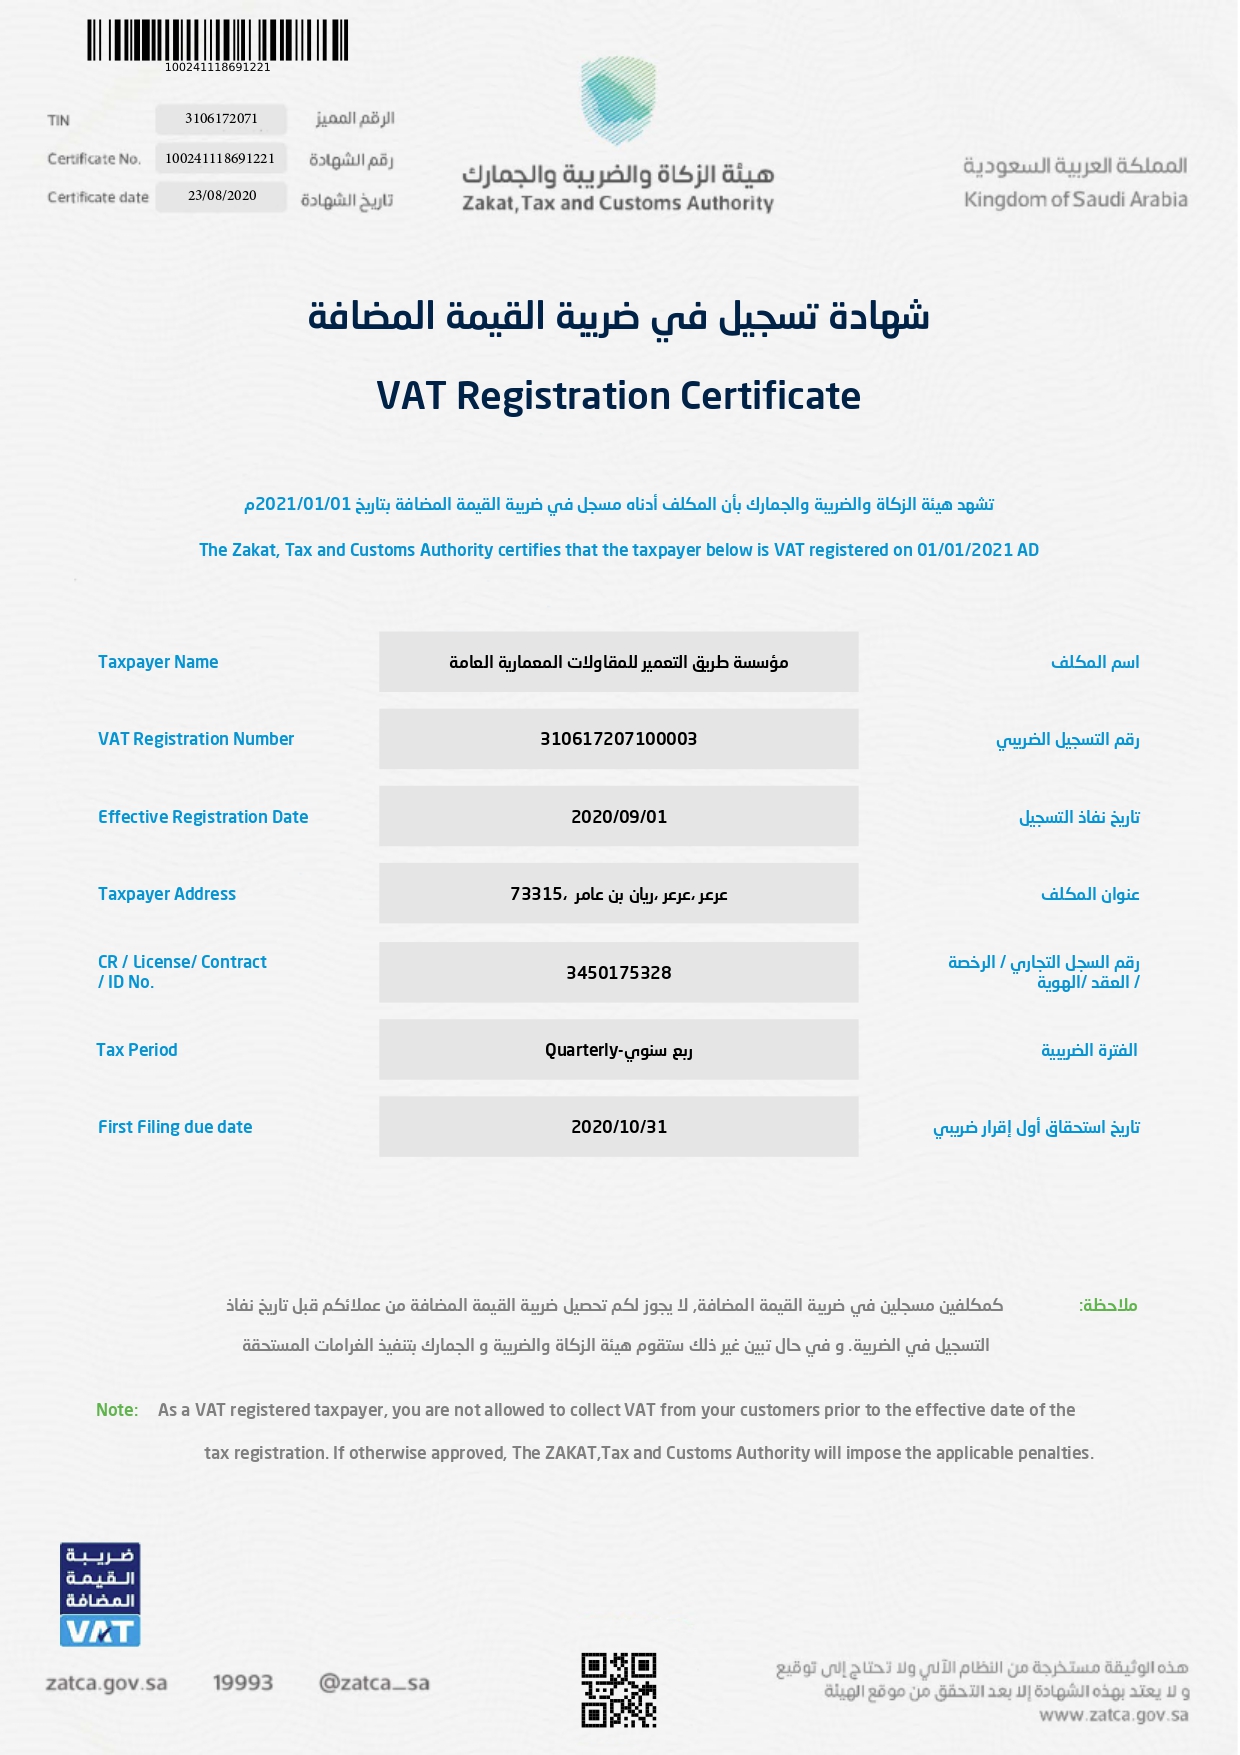 100241118691221
TIN 3106172071 الرقم المميز
Certificate No. 100241118691221 رقم الشهادة
Certificate date 23/08/2020 تاريخ الشهادة
هيئة الزكاة والضريبة والجمارك
Zakat,Tax and Customs Authority
المملكة العربية السعودية
Kingdom of Saudi Arabia
شهادة تسجيل في ضريبة القيمة المضافة
VAT Registration Certificate
تشهد هيئة الزكاة والضريبة والجمارك بأن المكلف أدناه مسجل في ضريبة القيمة المضافة بتاريخ 2021/01/01م
The Zakat, Tax and Customs Authority certifies that the taxpayer below is VAT registered on 01/01/2021 AD
Taxpayer Name مؤسسة طريق التعمير للمقاولات المعمارية العامة اسم المكلف
VAT Registration Number 310617207100003 رقم التسجيل الضريبي
Effective Registration Date 2020/09/01 تاريخ نفاذ التسجيل
Taxpayer Address عرعر ،عرعر ،ريان بن عامر ،73315 عنوان المكلف
CR / License/ Contract
/ ID No. 3450175328 رقم السجل التجاري / الرخصة
/ العقد /الهوية
Tax Period ربع سنوي-Quarterly الفترة الضريبية
First Filing due date 2020/10/31 تاريخ استحقاق أول إقرار ضريبي
ملاحظة: كمكلفين مسجلين في ضريبة القيمة المضافة, لا يجوز لكم تحصيل ضريبة القيمة المضافة من عملائكم قبل تاريخ نفاذ
التسجيل في الضريبة. و في حال تبين غير ذلك ستقوم هيئة الزكاة والضريبة و الجمارك بتنفيذ الغرامات المستحقة
Note: As a VAT registered taxpayer, you are not allowed to collect VAT from your customers prior to the effective date of the
tax registration. If otherwise approved, The ZAKAT,Tax and Customs Authority will impose the applicable penalties.
ضريبة
القيمة
المضافة
VAT
zatca.gov.sa 19993 @zatca_sa
هذه الوثيقة مستخرجة من النظام الآلي ولا تحتاج إلى توقيع
و لا يعتد بهذه الشهادة إلا بعد التحقق من موقع الهيئة
www.zatca.gov.sa